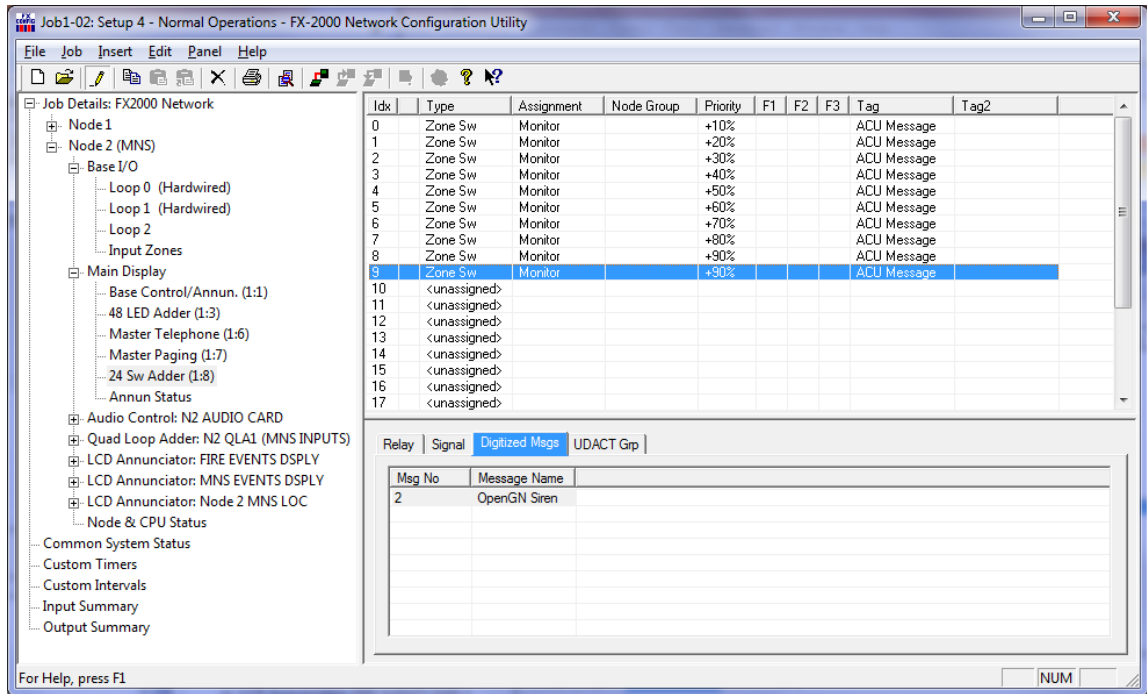 Job1-02: Setup 4 - Normal Operations - FX-2000 Network Configuration Utility
File Job Insert Edit Panel Help
Job Details: FX2000 Network
Node 1
Node 2 (MNS)
Base I/O
Loop 0 (Hardwired)
Loop 1 (Hardwired)
Loop 2
Input Zones
Main Display
Base Control/Annun. (1:1)
48 LED Adder (1:3)
Master Telephone (1:6)
Master Paging (1:7)
24 Sw Adder (1:8)
Annun Status
Audio Control: N2 AUDIO CARD
Quad Loop Adder: N2 QLA1 (MNS INPUTS)
LCD Annunciator: FIRE EVENTS DSPLY
LCD Annunciator: MNS EVENTS DSPLY
LCD Annunciator: Node 2 MNS LOC
Node & CPU Status
Common System Status
Custom Timers
Custom Intervals
Input Summary
Output Summary
Idx Type Assignment Node Group Priority F1 F2 F3 Tag Tag2
0 Zone Sw Monitor +10% ACU Message
1 Zone Sw Monitor +20% ACU Message
2 Zone Sw Monitor +30% ACU Message
3 Zone Sw Monitor +40% ACU Message
4 Zone Sw Monitor +50% ACU Message
5 Zone Sw Monitor +60% ACU Message
6 Zone Sw Monitor +70% ACU Message
7 Zone Sw Monitor +80% ACU Message
8 Zone Sw Monitor +90% ACU Message
9 Zone Sw Monitor +90% ACU Message
10 <unassigned>
11 <unassigned>
12 <unassigned>
13 <unassigned>
14 <unassigned>
15 <unassigned>
16 <unassigned>
17 <unassigned>
Relay Signal Digitized Msgs UDACT Grp
Msg No Message Name
2 OpenGN Siren
For Help, press F1 NUM